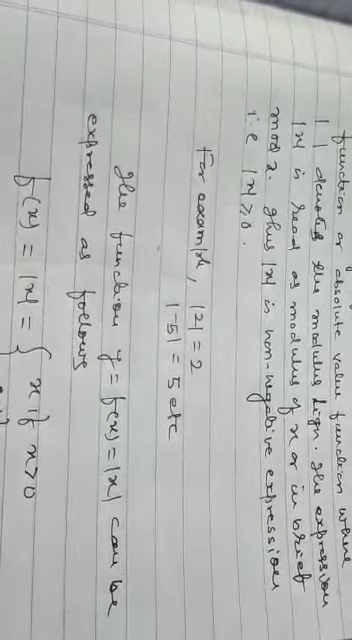 function or absolute value function where
| | denotes the modulus sign. The expression
|x| is read as modulus of x or in brief
mod x. Thus |x| is non-negative expression
i.e |x| ≥ 0.
For example, |2| = 2
|-5| = 5 etc
The function y = f(x) = |x| can be
expressed as follows
f(x) = |x| = { x if x>0